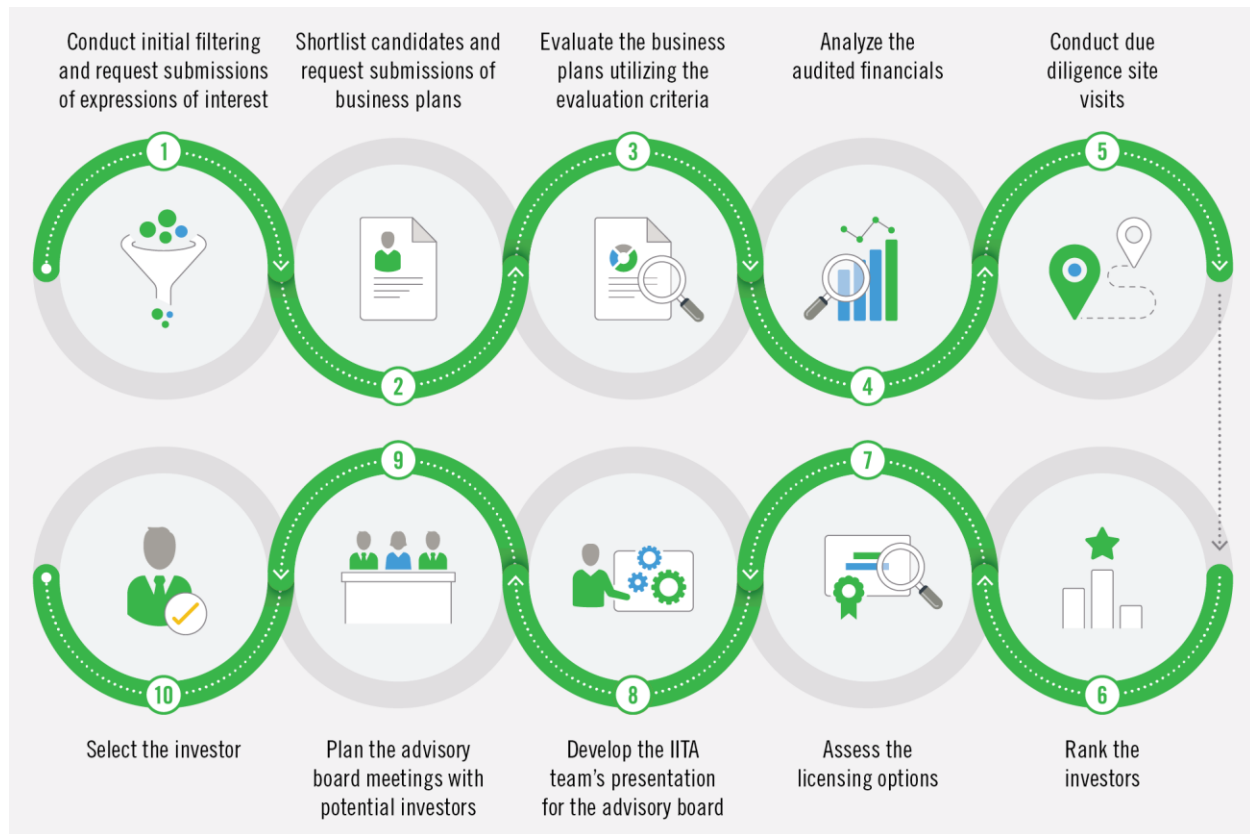 Conduct initial filtering
and request submissions
of expressions of interest
Shortlist candidates and
request submissions of
business plans
Evaluate the business
plans utilizing the
evaluation criteria
Analyze the
audited financials
Conduct due
diligence site
visits
1
2
3
4
5
10
9
8
7
6
Select the investor
Plan the advisory
board meetings with
potential investors
Develop the IITA
team's presentation
for the advisory board
Assess the
licensing options
Rank the
investors